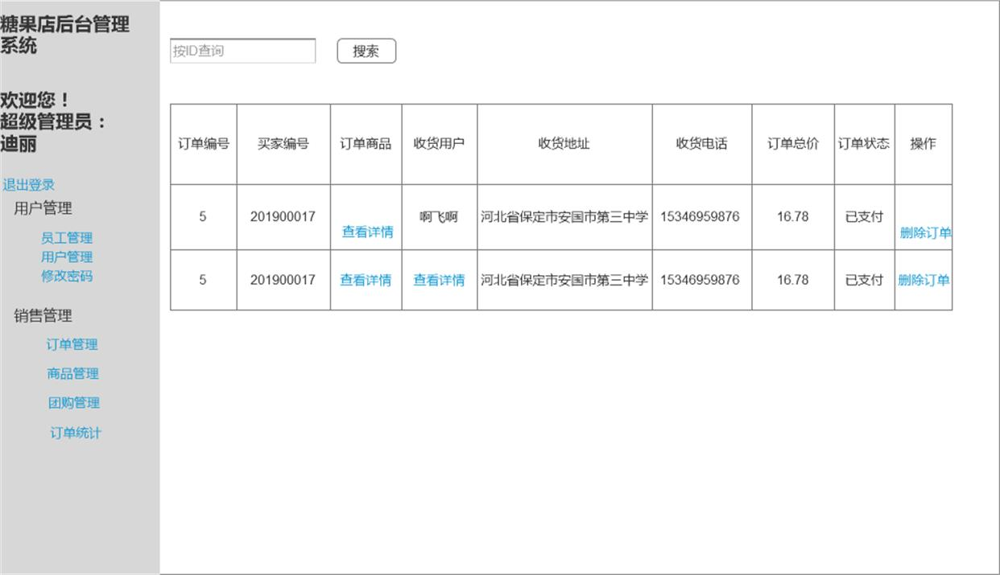 糖果店后台管理
系统
欢迎您！
超级管理员：
迪丽
退出登录
用户管理
员工管理
用户管理
修改密码
销售管理
订单管理
商品管理
团购管理
订单统计
按ID查询 搜索
订单编号 买家编号 订单商品 收货用户 收货地址 收货电话 订单总价 订单状态 操作
5 201900017 查看详情 啊飞啊 河北省保定市安国市第三中学 15346959876 16.78 已支付 删除订单
5 201900017 查看详情 查看详情 河北省保定市安国市第三中学 15346959876 16.78 已支付 删除订单